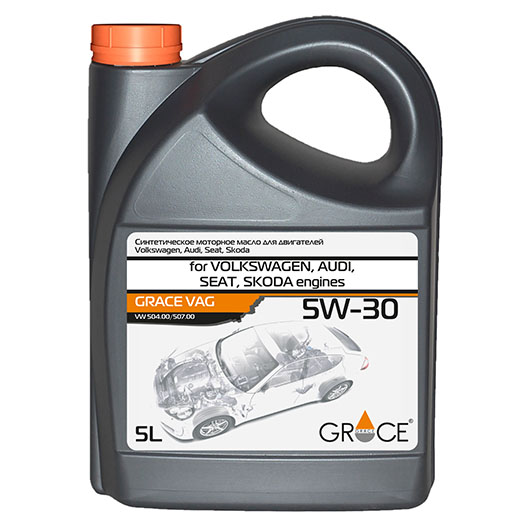 Синтетическое моторное масло для двигателей
Volkswagen, Audi, Seat, Skoda
for VOLKSWAGEN, AUDI,
SEAT, SKODA engines
GRACE VAG
VW 504.00/507.00
5W-30
5L
GRACE®